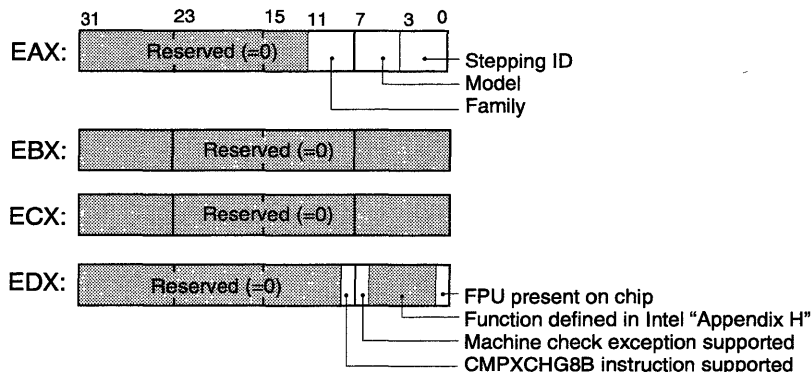 31 23 15 11 7 3 0
EAX: Reserved (=0)
Stepping ID
Model
Family
EBX: Reserved (=0)
ECX: Reserved (=0)
EDX: Reserved (=0)
FPU present on chip
Function defined in Intel “Appendix H”
Machine check exception supported
CMPXCHG8B instruction supported